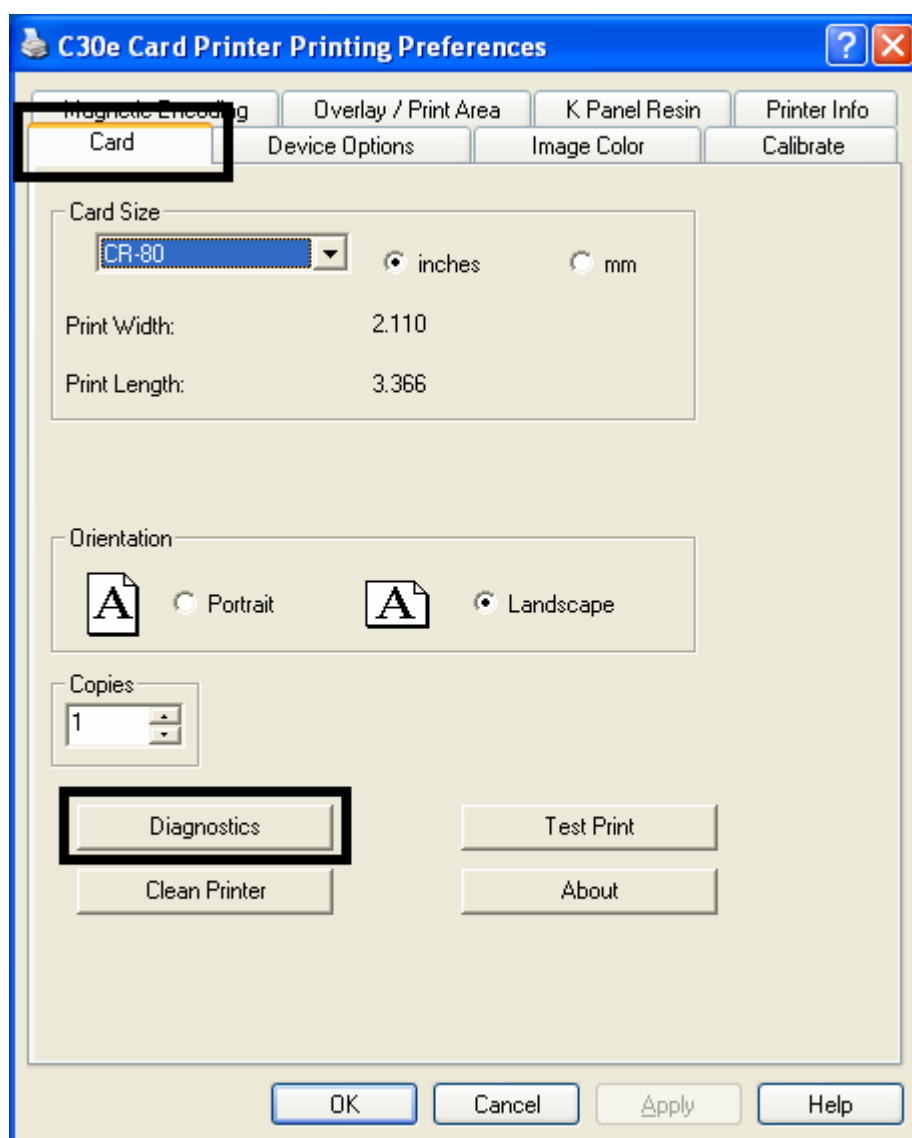 C30e Card Printer Printing Preferences
Magnetic Encoding Overlay / Print Area K Panel Resin Printer Info
Card Device Options Image Color Calibrate
Card Size
CR-80 inches mm
Print Width: 2.110
Print Length: 3.366
Orientation
A Portrait A Landscape
Copies
1
Diagnostics Test Print
Clean Printer About
OK Cancel Apply Help